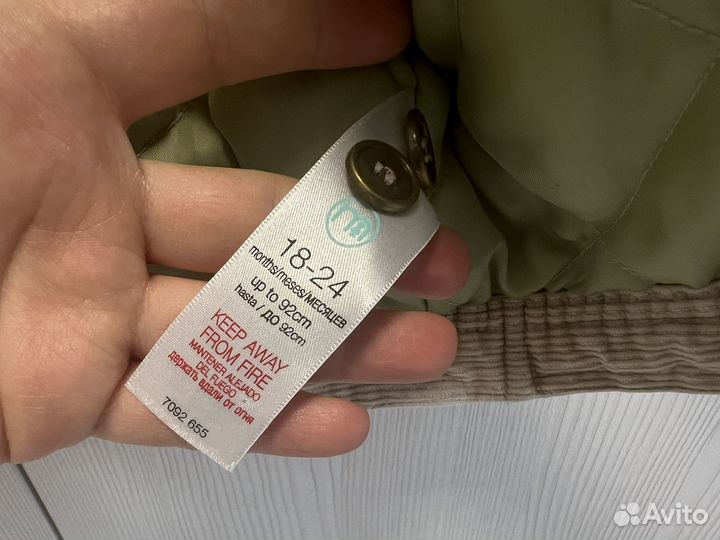 18-24
months/meses/МЕСЯЦЕВ
up to 92cm
hasta / ДО 92cm
KEEP AWAY
FROM FIRE
MANTENER ALEJADO
DEL FUEGO
держать вдали от огня
7092 655
Avito